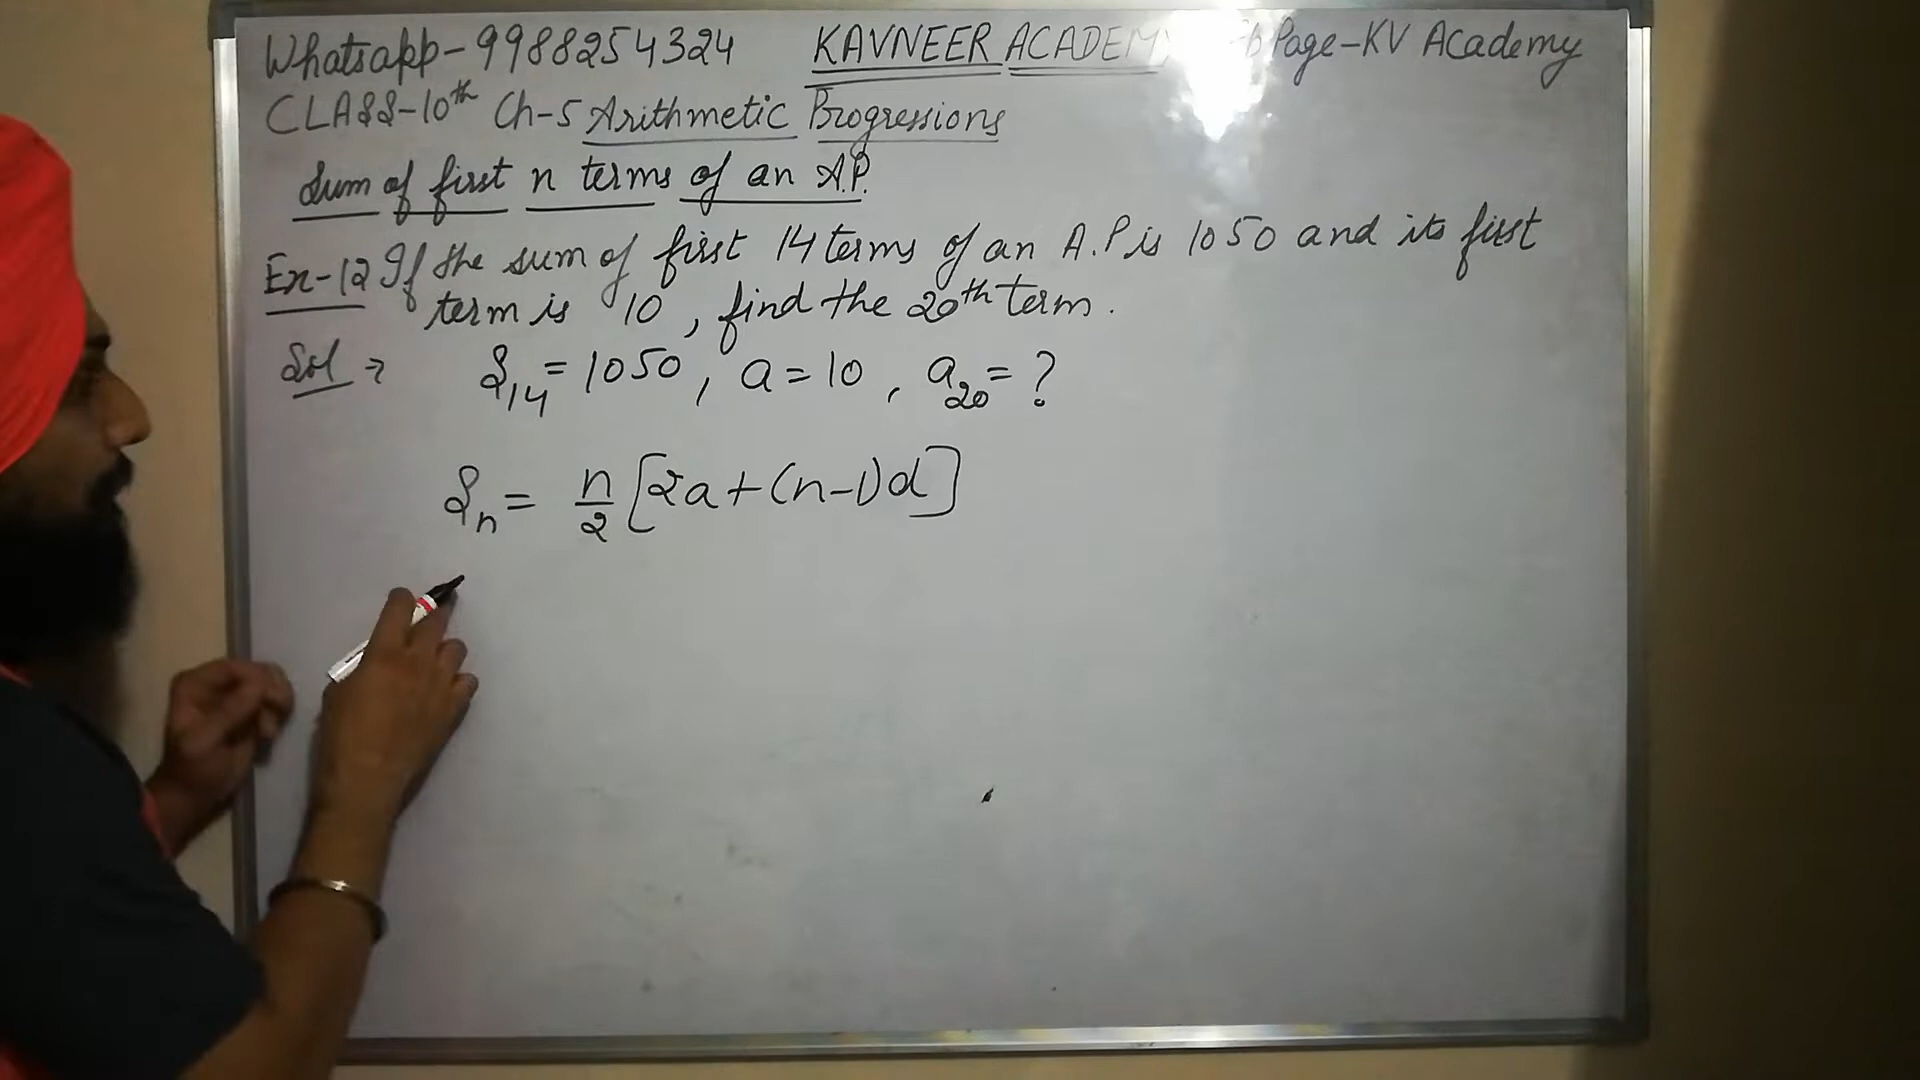 Whatsapp-9988254324 KAVNEER ACADEMY Page-KV Academy
CLASS-10th Ch-5 Arithmetic Progressions
Sum of first n terms of an A.P.
Ex-12 If the sum of first 14 terms of an A.P is 1050 and its first
term is 10, find the 20th term.
Sol → S₁₄ = 1050, a = 10, a₂₀ = ?
Sₙ = n/2 [2a+(n-1)d]